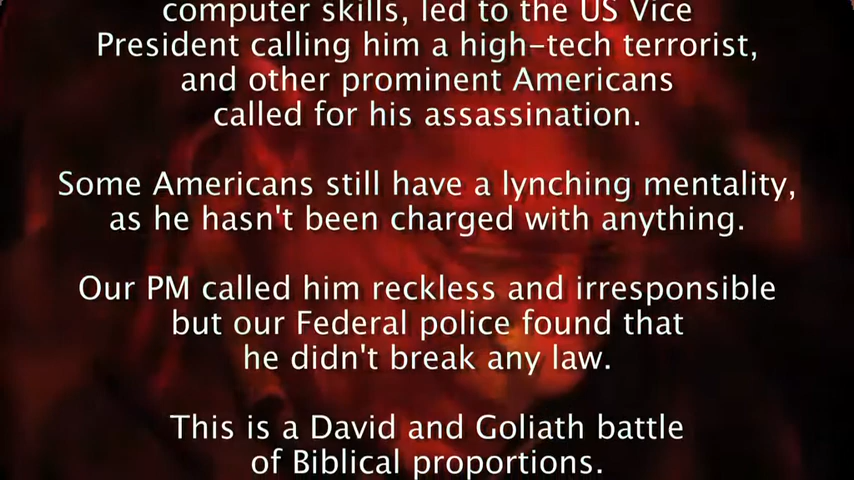 computer skills, led to the US Vice
President calling him a high-tech terrorist,
and other prominent Americans
called for his assassination.
Some Americans still have a lynching mentality,
as he hasn't been charged with anything.
Our PM called him reckless and irresponsible
but our Federal police found that
he didn't break any law.
This is a David and Goliath battle
of Biblical proportions.